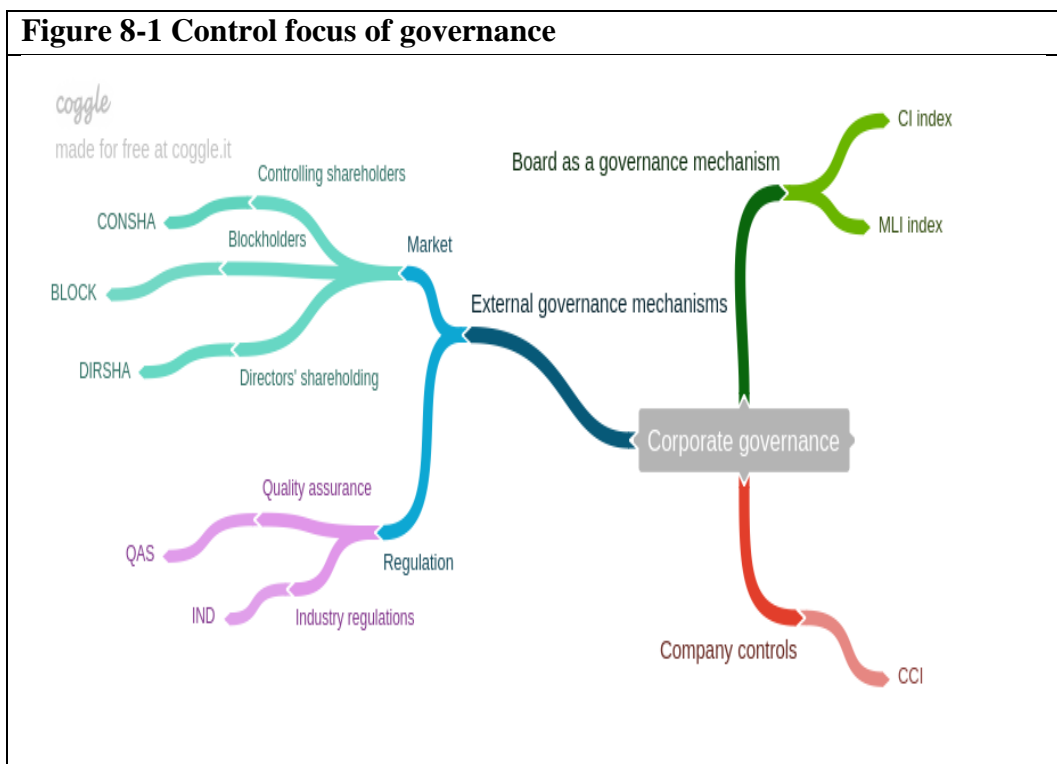 Figure 8-1 Control focus of governance
coggle
made for free at coggle.it
Controlling shareholders
CONSHA
Blockholders
BLOCK
Market
DIRSHA
Directors' shareholding
External governance mechanisms
Board as a governance mechanism
CI index
MLI index
Corporate governance
Quality assurance
QAS
Regulation
IND
Industry regulations
Company controls
CCI